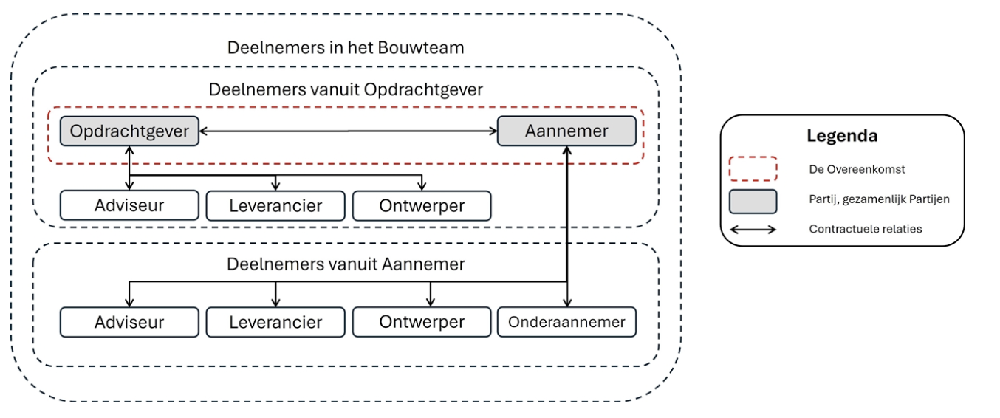 Deelnemers in het Bouwteam
Deelnemers vanuit Opdrachtgever
Opdrachtgever
Aannemer
Adviseur
Leverancier
Ontwerper
Deelnemers vanuit Aannemer
Adviseur
Leverancier
Ontwerper
Onderaannemer
Legenda
De Overeenkomst
Partij, gezamenlijk Partijen
Contractuele relaties